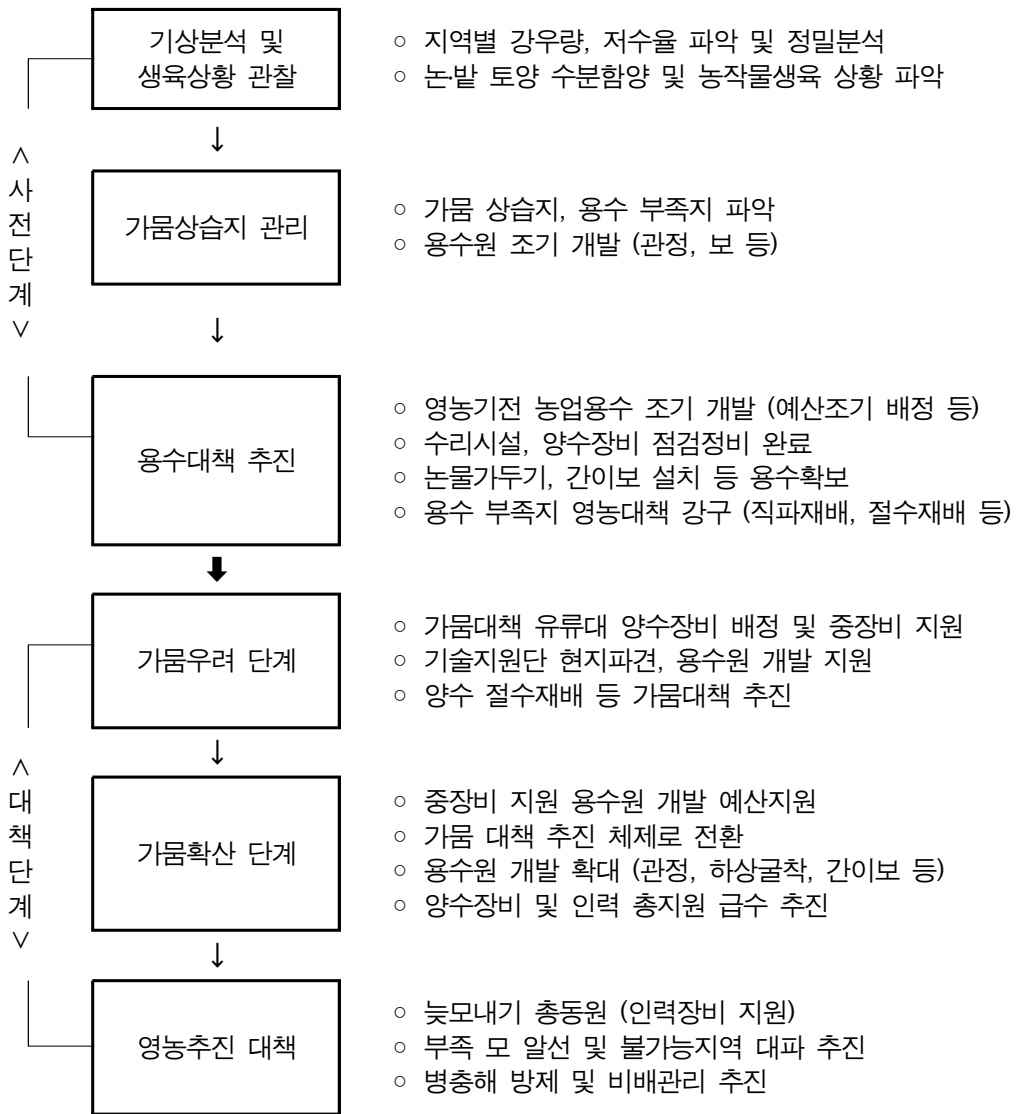 기상분석 및
생육상황 관찰
○ 지역별 강우량, 저수율 파악 및 정밀분석
○ 논·밭 토양 수분함양 및 농작물생육 상황 파악
↓
<사전단계>
가뭄상습지 관리
○ 가뭄 상습지, 용수 부족지 파악
○ 용수원 조기 개발 (관정, 보 등)
↓
용수대책 추진
○ 영농기전 농업용수 조기 개발 (예산조기 배정 등)
○ 수리시설, 양수장비 점검정비 완료
○ 논물가두기, 간이보 설치 등 용수확보
○ 용수 부족지 영농대책 강구 (직파재배, 절수재배 등)
⬇
가뭄우려 단계
○ 가뭄대책 유류대 양수장비 배정 및 중장비 지원
○ 기술지원단 현지파견, 용수원 개발 지원
○ 양수 절수재배 등 가뭄대책 추진
↓
<대책단계>
가뭄확산 단계
○ 중장비 지원 용수원 개발 예산지원
○ 가뭄 대책 추진 체제로 전환
○ 용수원 개발 확대 (관정, 하상굴착, 간이보 등)
○ 양수장비 및 인력 총지원 급수 추진
↓
영농추진 대책
○ 늦모내기 총동원 (인력장비 지원)
○ 부족 모 알선 및 불가능지역 대파 추진
○ 병충해 방제 및 비배관리 추진